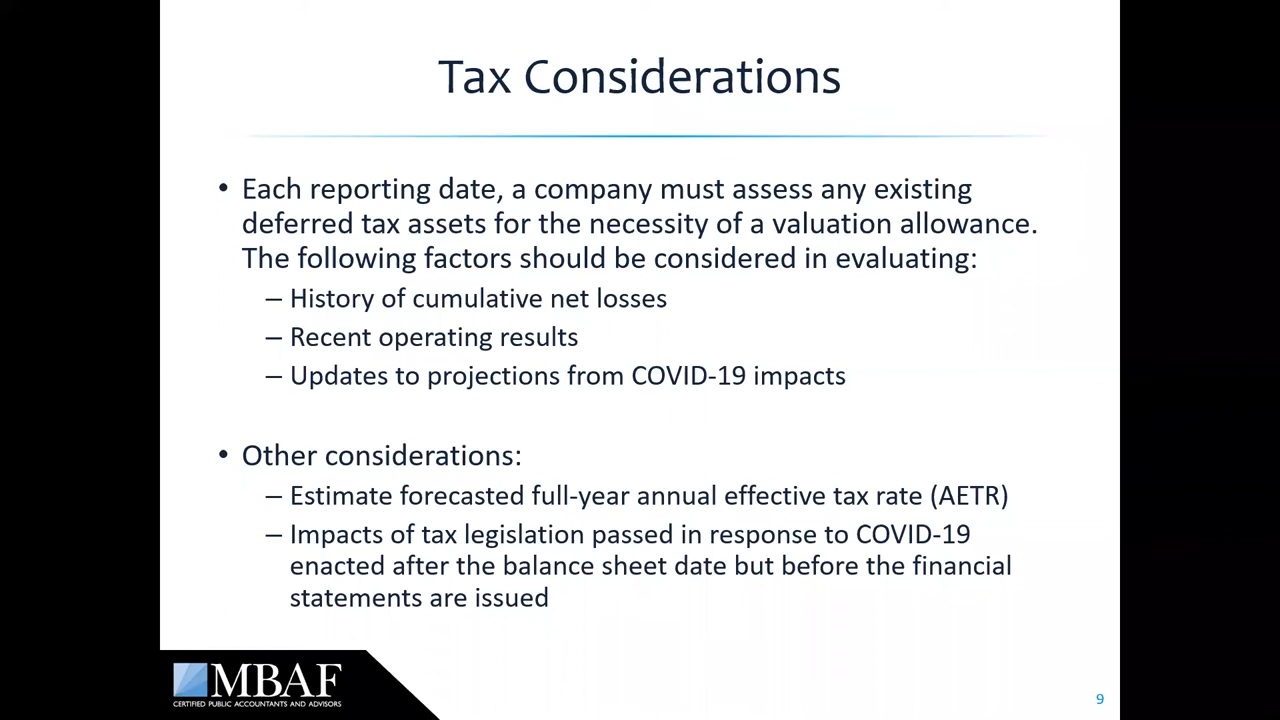 Tax Considerations
• Each reporting date, a company must assess any existing
deferred tax assets for the necessity of a valuation allowance.
The following factors should be considered in evaluating:
– History of cumulative net losses
– Recent operating results
– Updates to projections from COVID-19 impacts
• Other considerations:
– Estimate forecasted full-year annual effective tax rate (AETR)
– Impacts of tax legislation passed in response to COVID-19
enacted after the balance sheet date but before the financial
statements are issued
MBAF
CERTIFIED PUBLIC ACCOUNTANTS AND ADVISORS
9